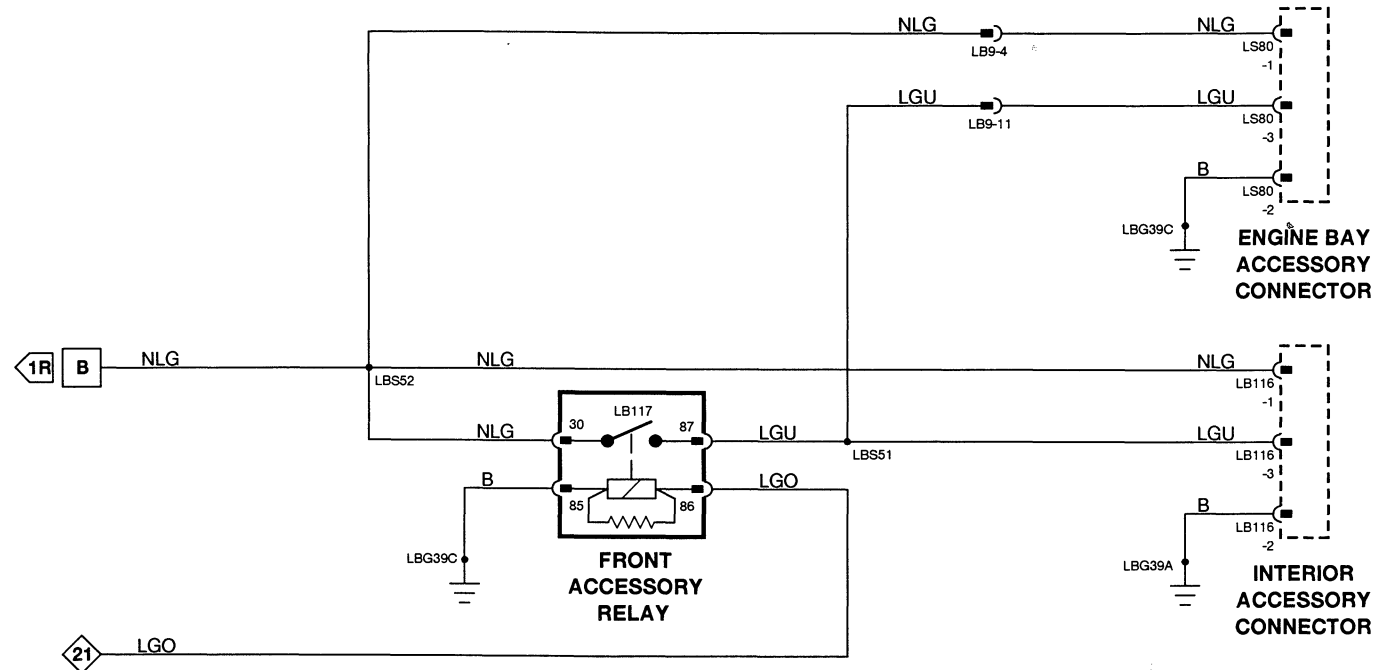 NLG
LB9-4
NLG
LS80
-1
LGU
LB9-11
LGU
LS80
-3
B
LS80
-2
LBG39C
ENGINE BAY
ACCESSORY
CONNECTOR
1R
B
NLG
LBS52
NLG
NLG
LB116
-1
NLG
30
LB117
87
LGU
LBS51
LGU
LB116
-3
B
85
86
LGO
B
LB116
-2
LBG39C
FRONT
ACCESSORY
RELAY
LBG39A
INTERIOR
ACCESSORY
CONNECTOR
21
LGO